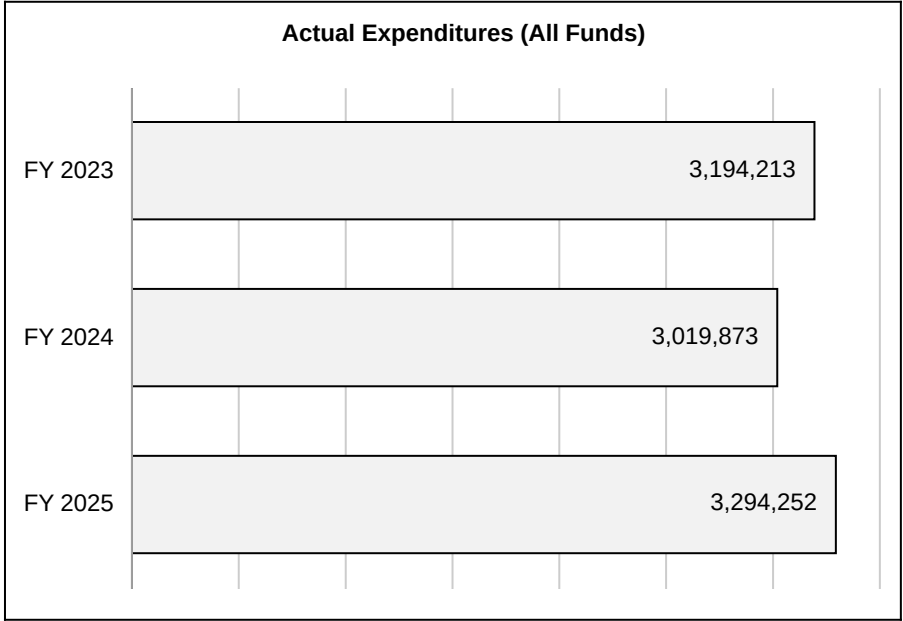 Actual Expenditures (All Funds)
FY 2023 3,194,213
FY 2024 3,019,873
FY 2025 3,294,252